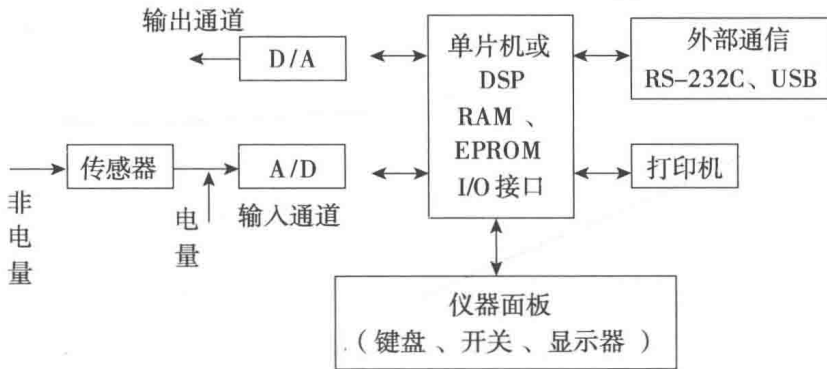 输出通道
D/A
单片机或
DSP
RAM、
EPROM
I/O接口
外部通信
RS-232C、USB
传感器
A/D
打印机
非
电
量
电
量
输入通道
仪器面板
(键盘、开关、显示器)